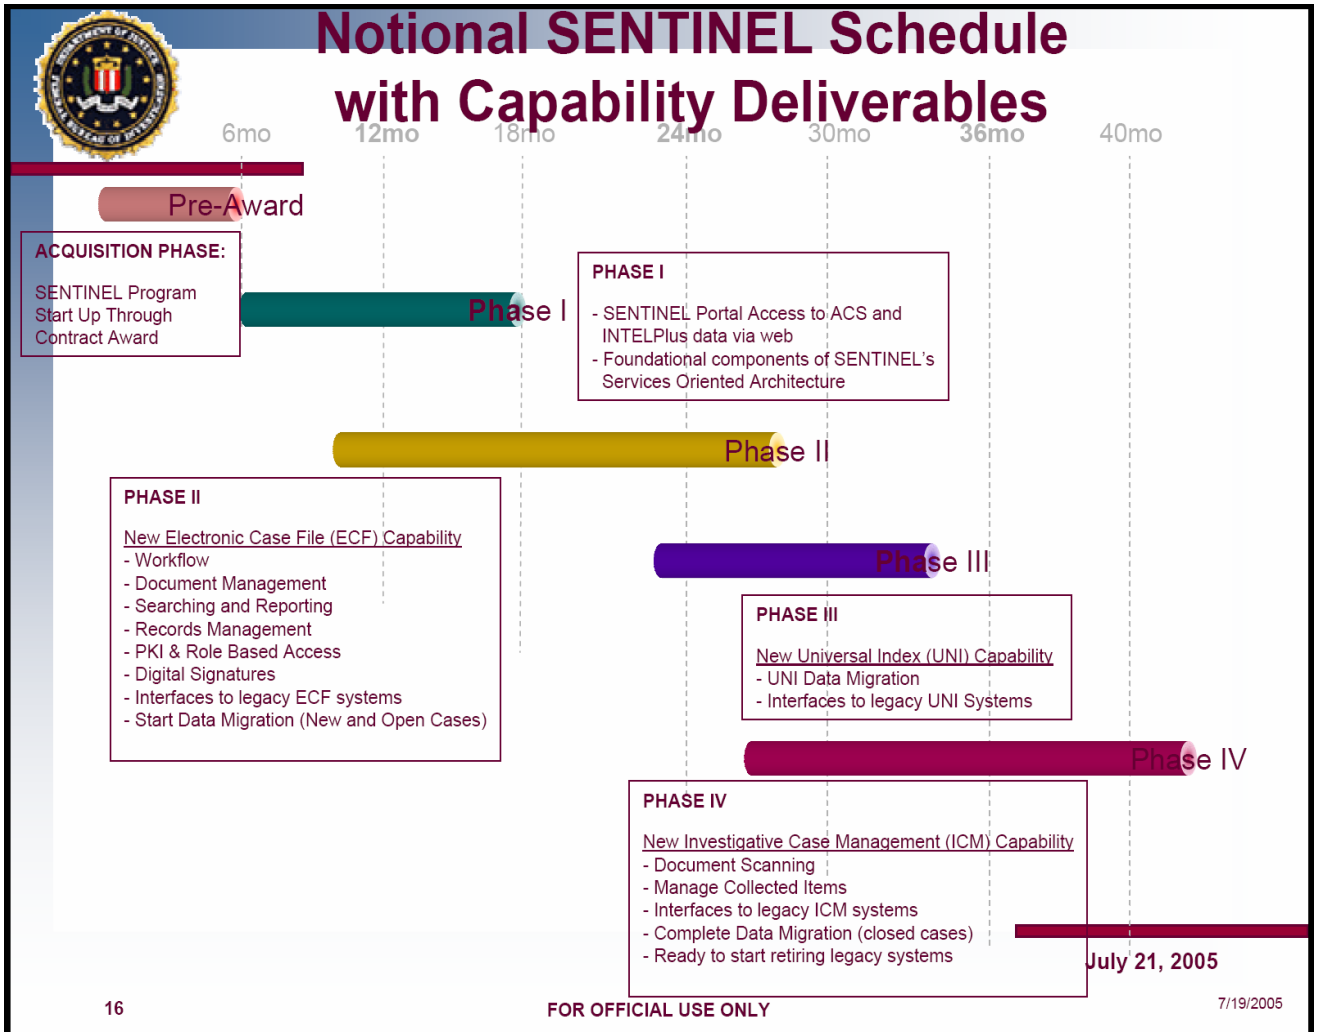 Notional SENTINEL Schedule
with Capability Deliverables
6mo 12mo 18mo 24mo 30mo 36mo 40mo
Pre-Award
ACQUISITION PHASE:
SENTINEL Program
Start Up Through
Contract Award
Phase I
PHASE I
- SENTINEL Portal Access to ACS and
INTELPlus data via web
- Foundational components of SENTINEL's
Services Oriented Architecture
Phase II
PHASE II
New Electronic Case File (ECF) Capability
- Workflow
- Document Management
- Searching and Reporting
- Records Management
- PKI & Role Based Access
- Digital Signatures
- Interfaces to legacy ECF systems
- Start Data Migration (New and Open Cases)
Phase III
PHASE III
New Universal Index (UNI) Capability
- UNI Data Migration
- Interfaces to legacy UNI Systems
Phase IV
PHASE IV
New Investigative Case Management (ICM) Capability
- Document Scanning
- Manage Collected Items
- Interfaces to legacy ICM systems
- Complete Data Migration (closed cases)
- Ready to start retiring legacy systems
July 21, 2005
16
FOR OFFICIAL USE ONLY
7/19/2005